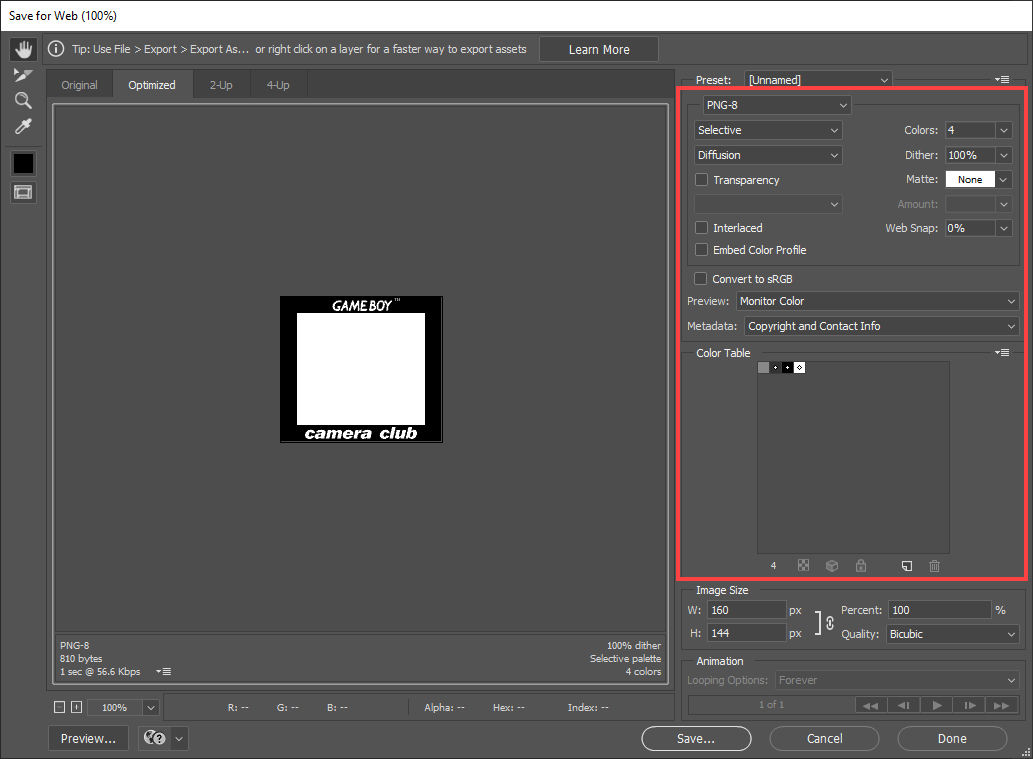 Save for Web (100%)
Tip: Use File > Export > Export As... or right click on a layer for a faster way to export assets
Learn More
Original
Optimized
2-Up
4-Up
Preset: [Unnamed]
PNG-8
Selective
Colors: 4
Diffusion
Dither: 100%
Transparency
Matte: None
Amount:
Interlaced
Web Snap: 0%
Embed Color Profile
Convert to sRGB
Preview: Monitor Color
Metadata: Copyright and Contact Info
Color Table
4
GAME BOY™
camera club
Image Size
W: 160 px
Percent: 100 %
H: 144 px
Quality: Bicubic
PNG-8
100% dither
810 bytes
Selective palette
1 sec @ 56.6 Kbps
4 colors
Animation
Looping Options: Forever
1 of 1
100%
R: --
G: --
B: --
Alpha: --
Hex: --
Index: --
Preview...
Save...
Cancel
Done